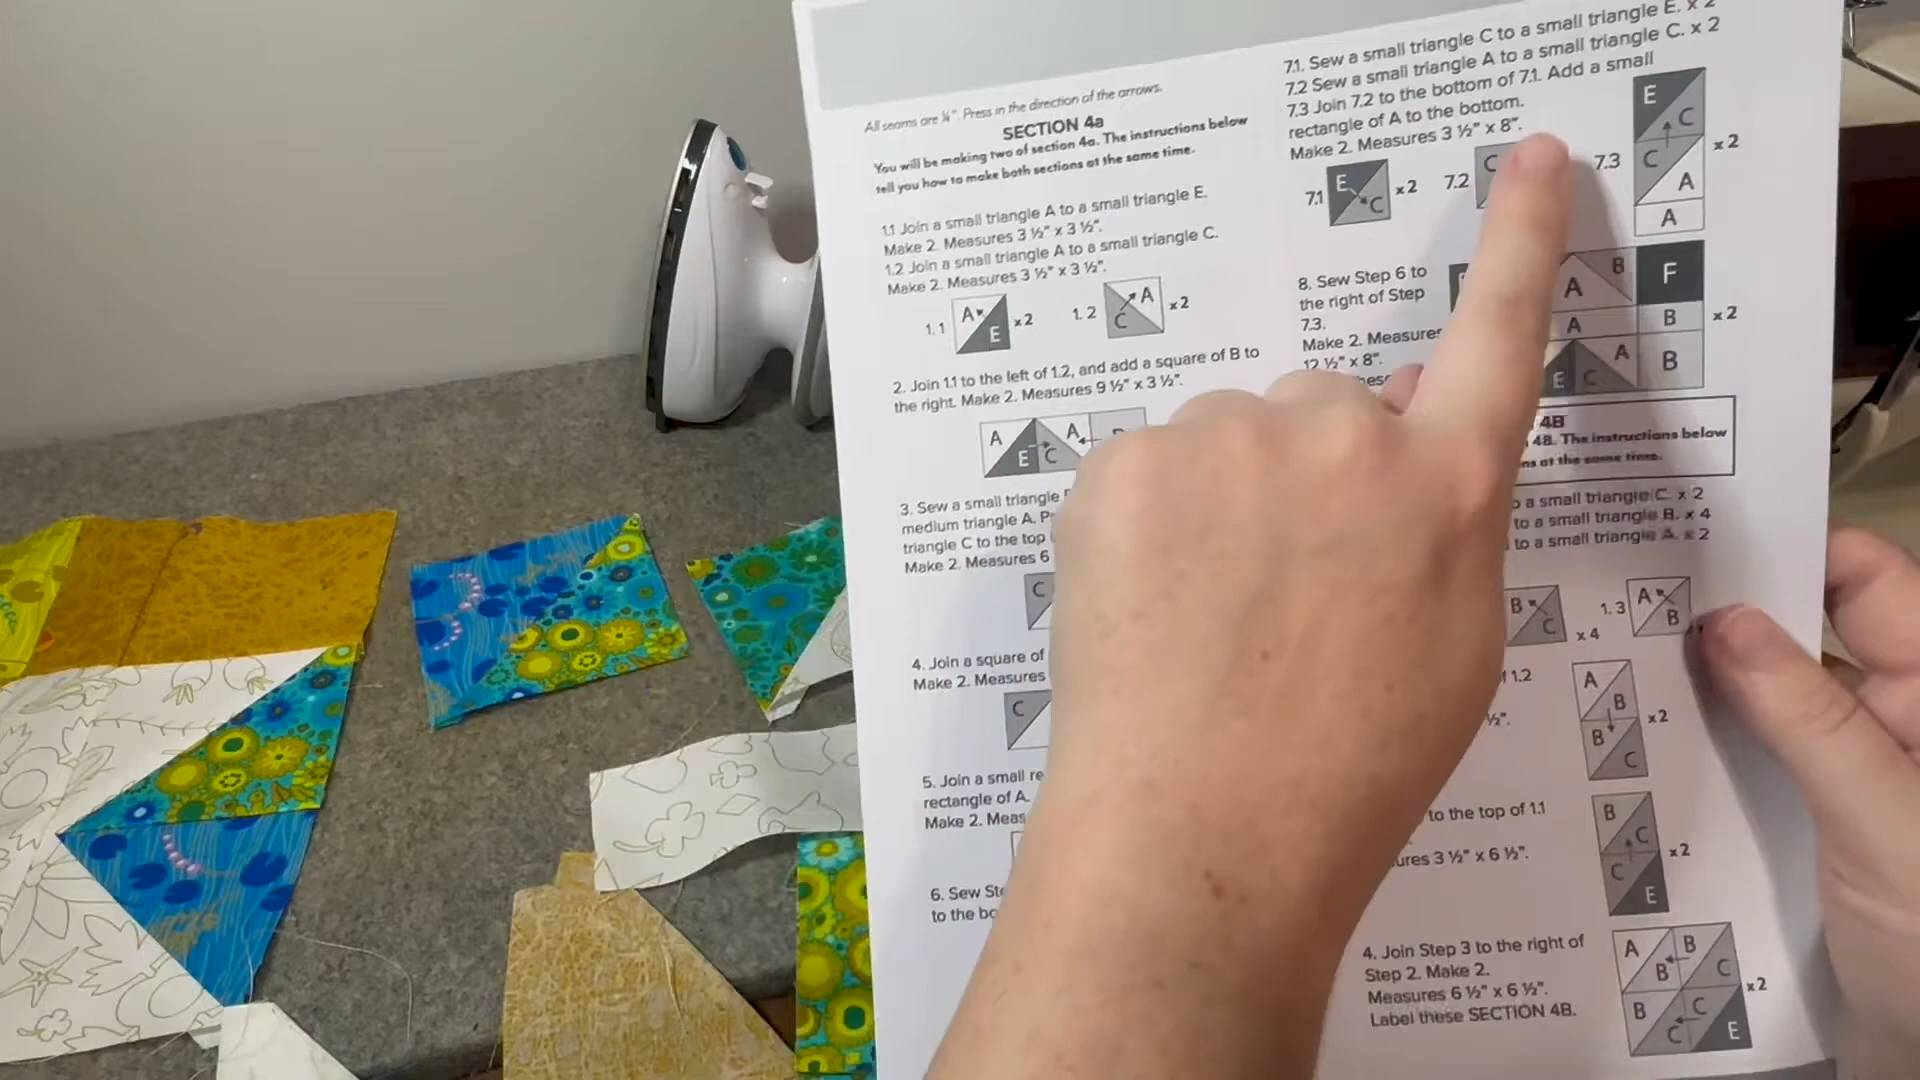 All seams are ¼". Press in the direction of the arrows.
SECTION 4a
You will be making two of section 4a. The instructions below
tell you how to make both sections at the same time.
1.1 Join a small triangle A to a small triangle E.
Make 2. Measures 3 ½" x 3 ½".
1.2 Join a small triangle A to a small triangle C.
Make 2. Measures 3 ½" x 3 ½".
1. 1
A
E
x 2
1. 2
A
C
x 2
2. Join 1.1 to the left of 1.2, and add a square of B to
the right. Make 2. Measures 9 ½" x 3 ½".
A
E
C
A
3. Sew a small triangle
medium triangle A.
triangle C to the top
Make 2. Measures 6
C
4. Join a square of
Make 2. Measures
C
5. Join a small re
rectangle of A.
Make 2. Meas
6. Sew Ste
to the bo
7.1. Sew a small triangle C to a small triangle E. x 2
7.2 Sew a small triangle A to a small triangle C. x 2
7.3 Join 7.2 to the bottom of 7.1. Add a small
rectangle of A to the bottom.
Make 2. Measures 3 ½" x 8".
7.1
E
C
x 2
7.2
C
7.3
E
C
C
A
A
x 2
8. Sew Step 6 to
the right of Step
7.3.
Make 2. Measures
12 ½" x 8".
A
B
F
A
B
E
C
A
B
x 2
4B
4B. The instructions below
ns at the same time.
a small triangle C. x 2
to a small triangle B. x 4
to a small triangle A. x 2
B
C
x 4
1. 3
A
B
1.2
½".
A
B
B
C
x 2
to the top of 1.1
ures 3 ½" x 6 ½".
B
C
C
E
x 2
4. Join Step 3 to the right of
Step 2. Make 2.
Measures 6 ½" x 6 ½".
Label these SECTION 4B.
A
B
B
C
B
C
C
E
x 2